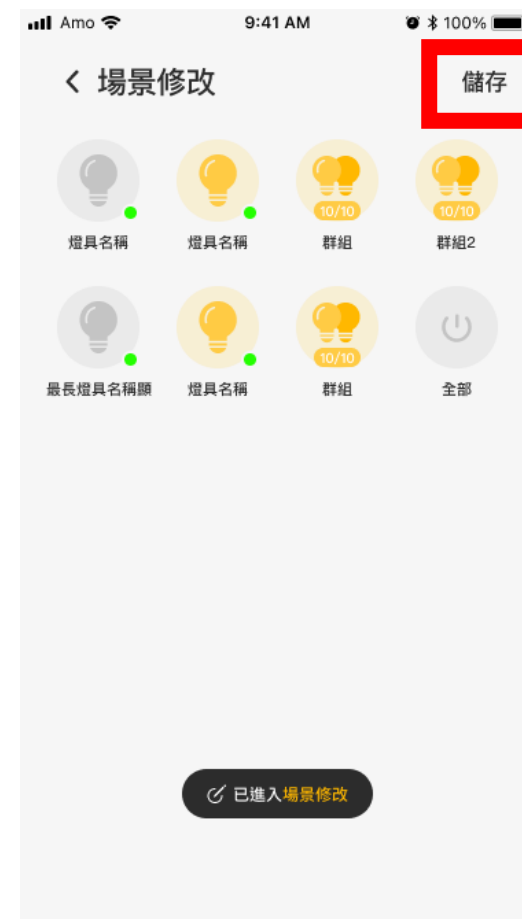 Amo 9:41 AM 100%
場景修改 儲存
10/10 10/10
燈具名稱 燈具名稱 群組 群組2
10/10
最長燈具名稱顯 燈具名稱 群組 全部
已進入場景修改